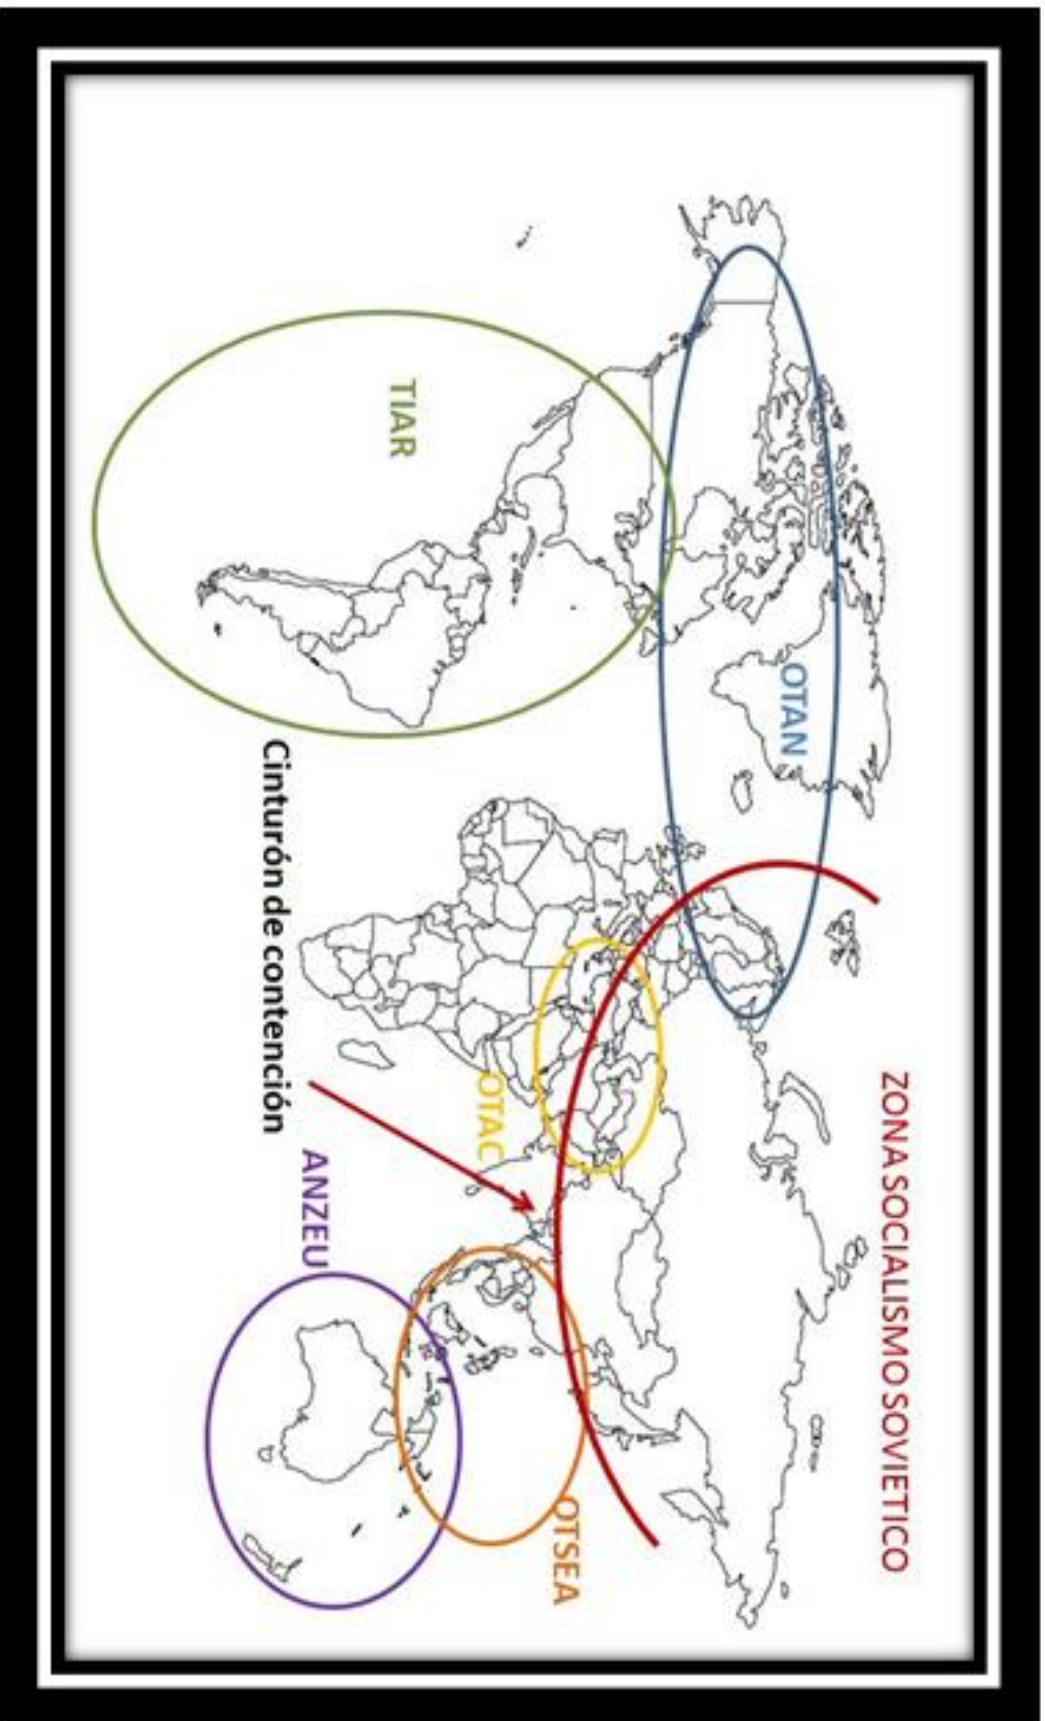 ZONA SOCIALISMO SOVIETICO
OTAN
TIAR
OTAC
OTSEA
Cinturón de contención
ANZEU